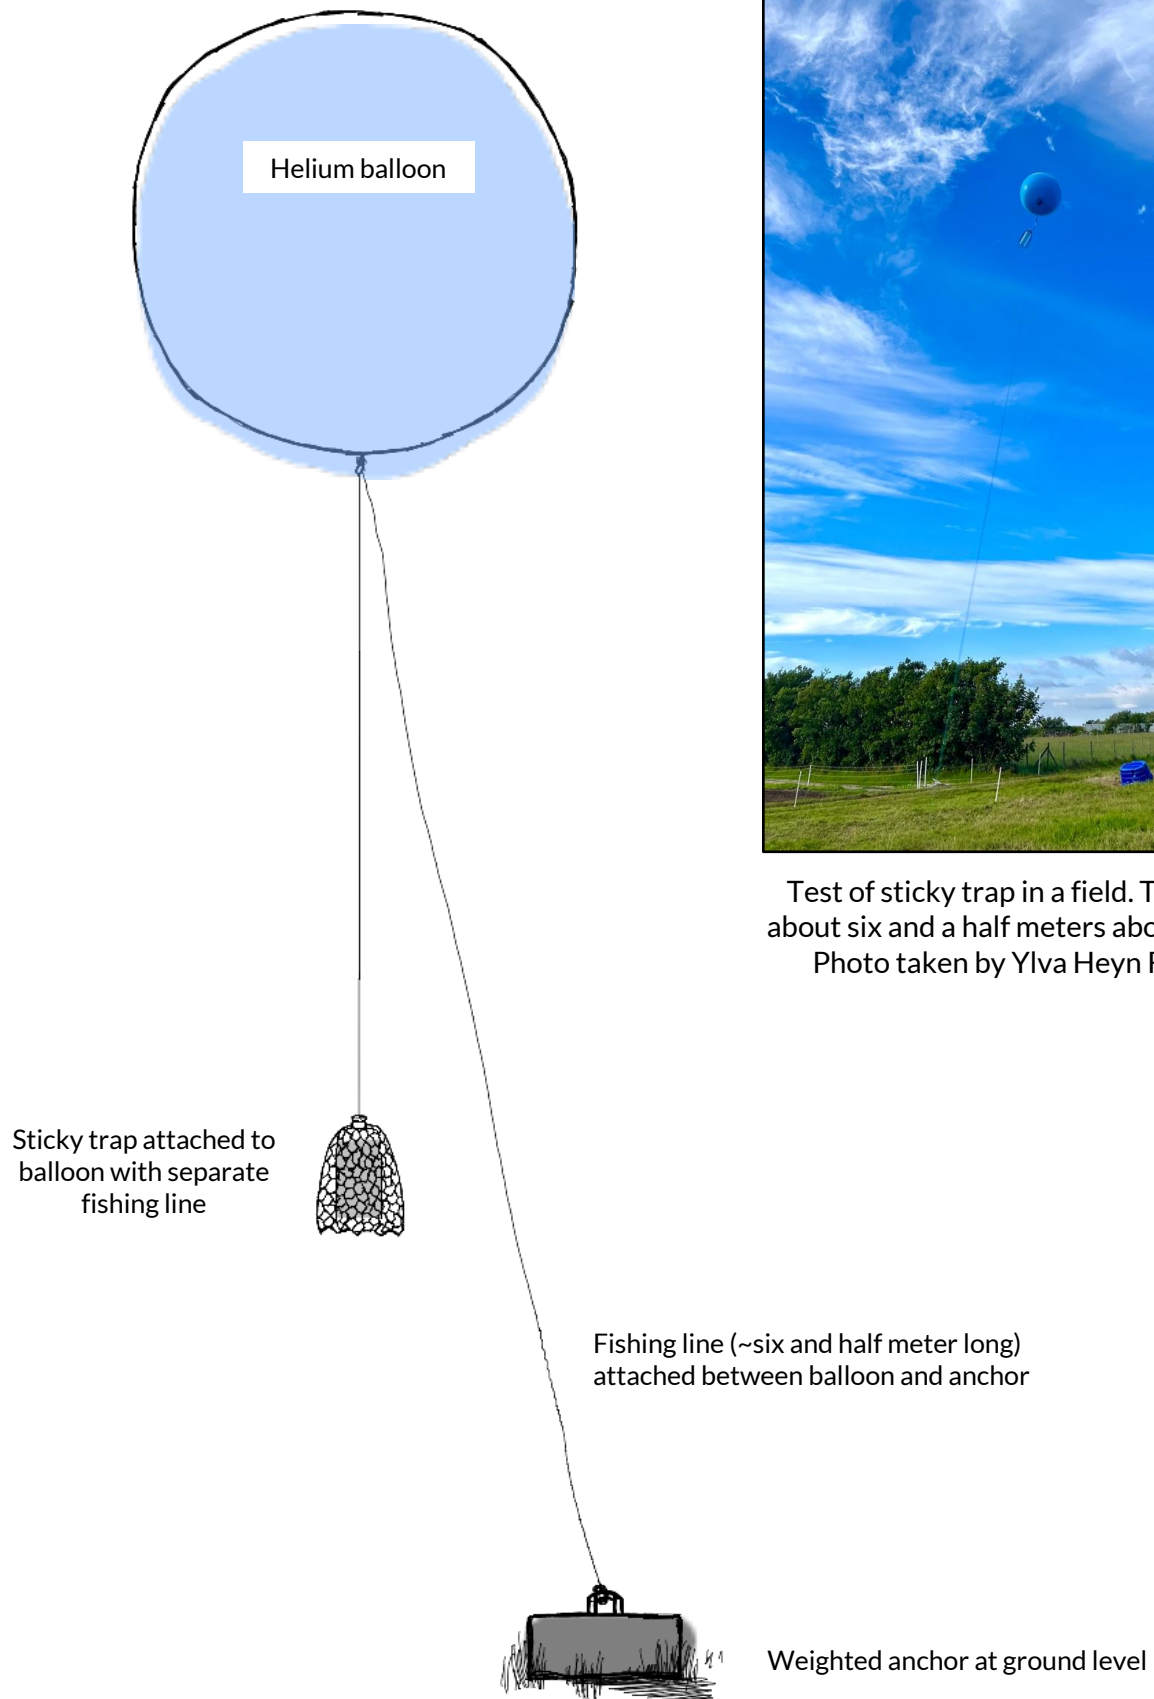 Helium balloon
Test of sticky trap in a field. T
about six and a half meters abo
Photo taken by Ylva Heyn
Sticky trap attached to
balloon with separate
fishing line
Fishing line (~six and half meter long)
attached between balloon and anchor
Weighted anchor at ground level